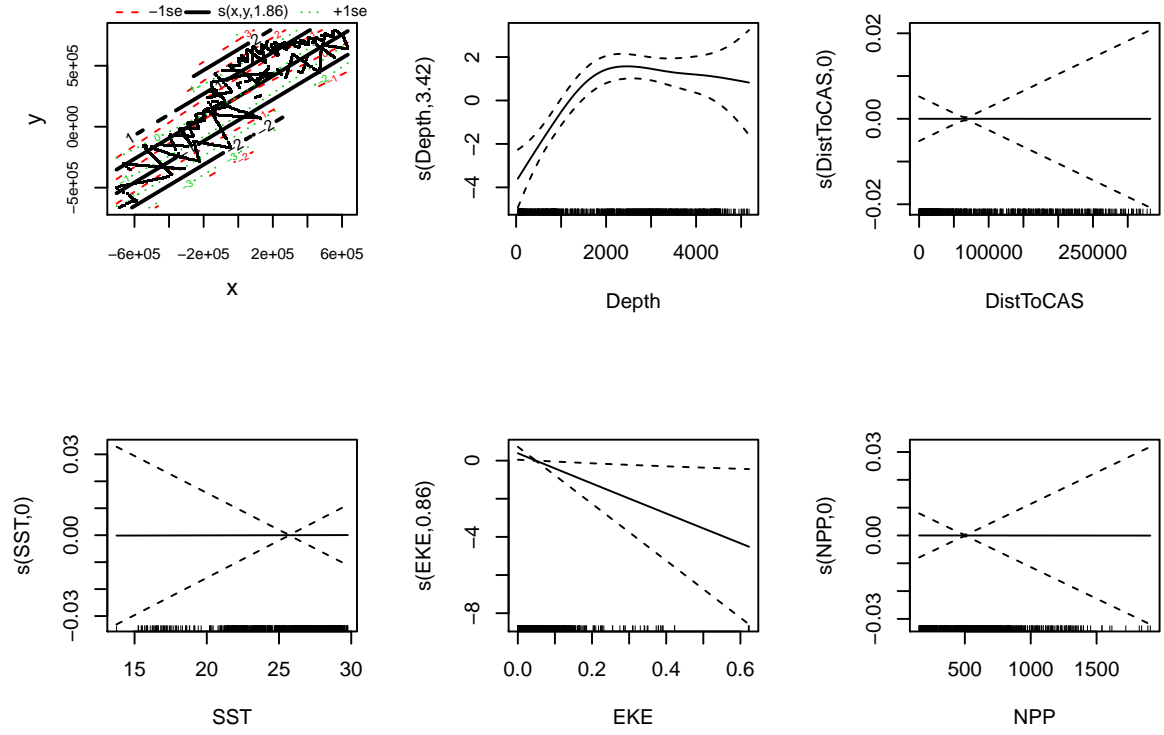 −1se s(x,y,1.86) +1se
y
−5e+05 0e+00 5e+05
−6e+05 −2e+05 2e+05 6e+05
x
s(Depth,3.42)
−4 −2 0 2
0 2000 4000
Depth
s(DistToCAS,0)
−0.02 0.00 0.02
0 100000 250000
DistToCAS
s(SST,0)
−0.03 0.00 0.03
15 20 25 30
SST
s(EKE,0.86)
−8 −4 0
0.0 0.2 0.4 0.6
EKE
s(NPP,0)
−0.03 0.00 0.03
500 1000 1500
NPP